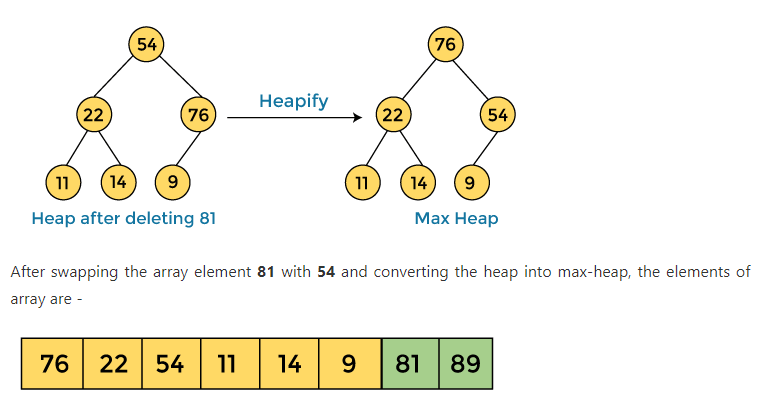 54 76
Heapify
22 76 22 54
11 14 9 11 14 9
Heap after deleting 81 Max Heap
After swapping the array element 81 with 54 and converting the heap into max-heap, the elements of
array are -
76 22 54 11 14 9 81 89